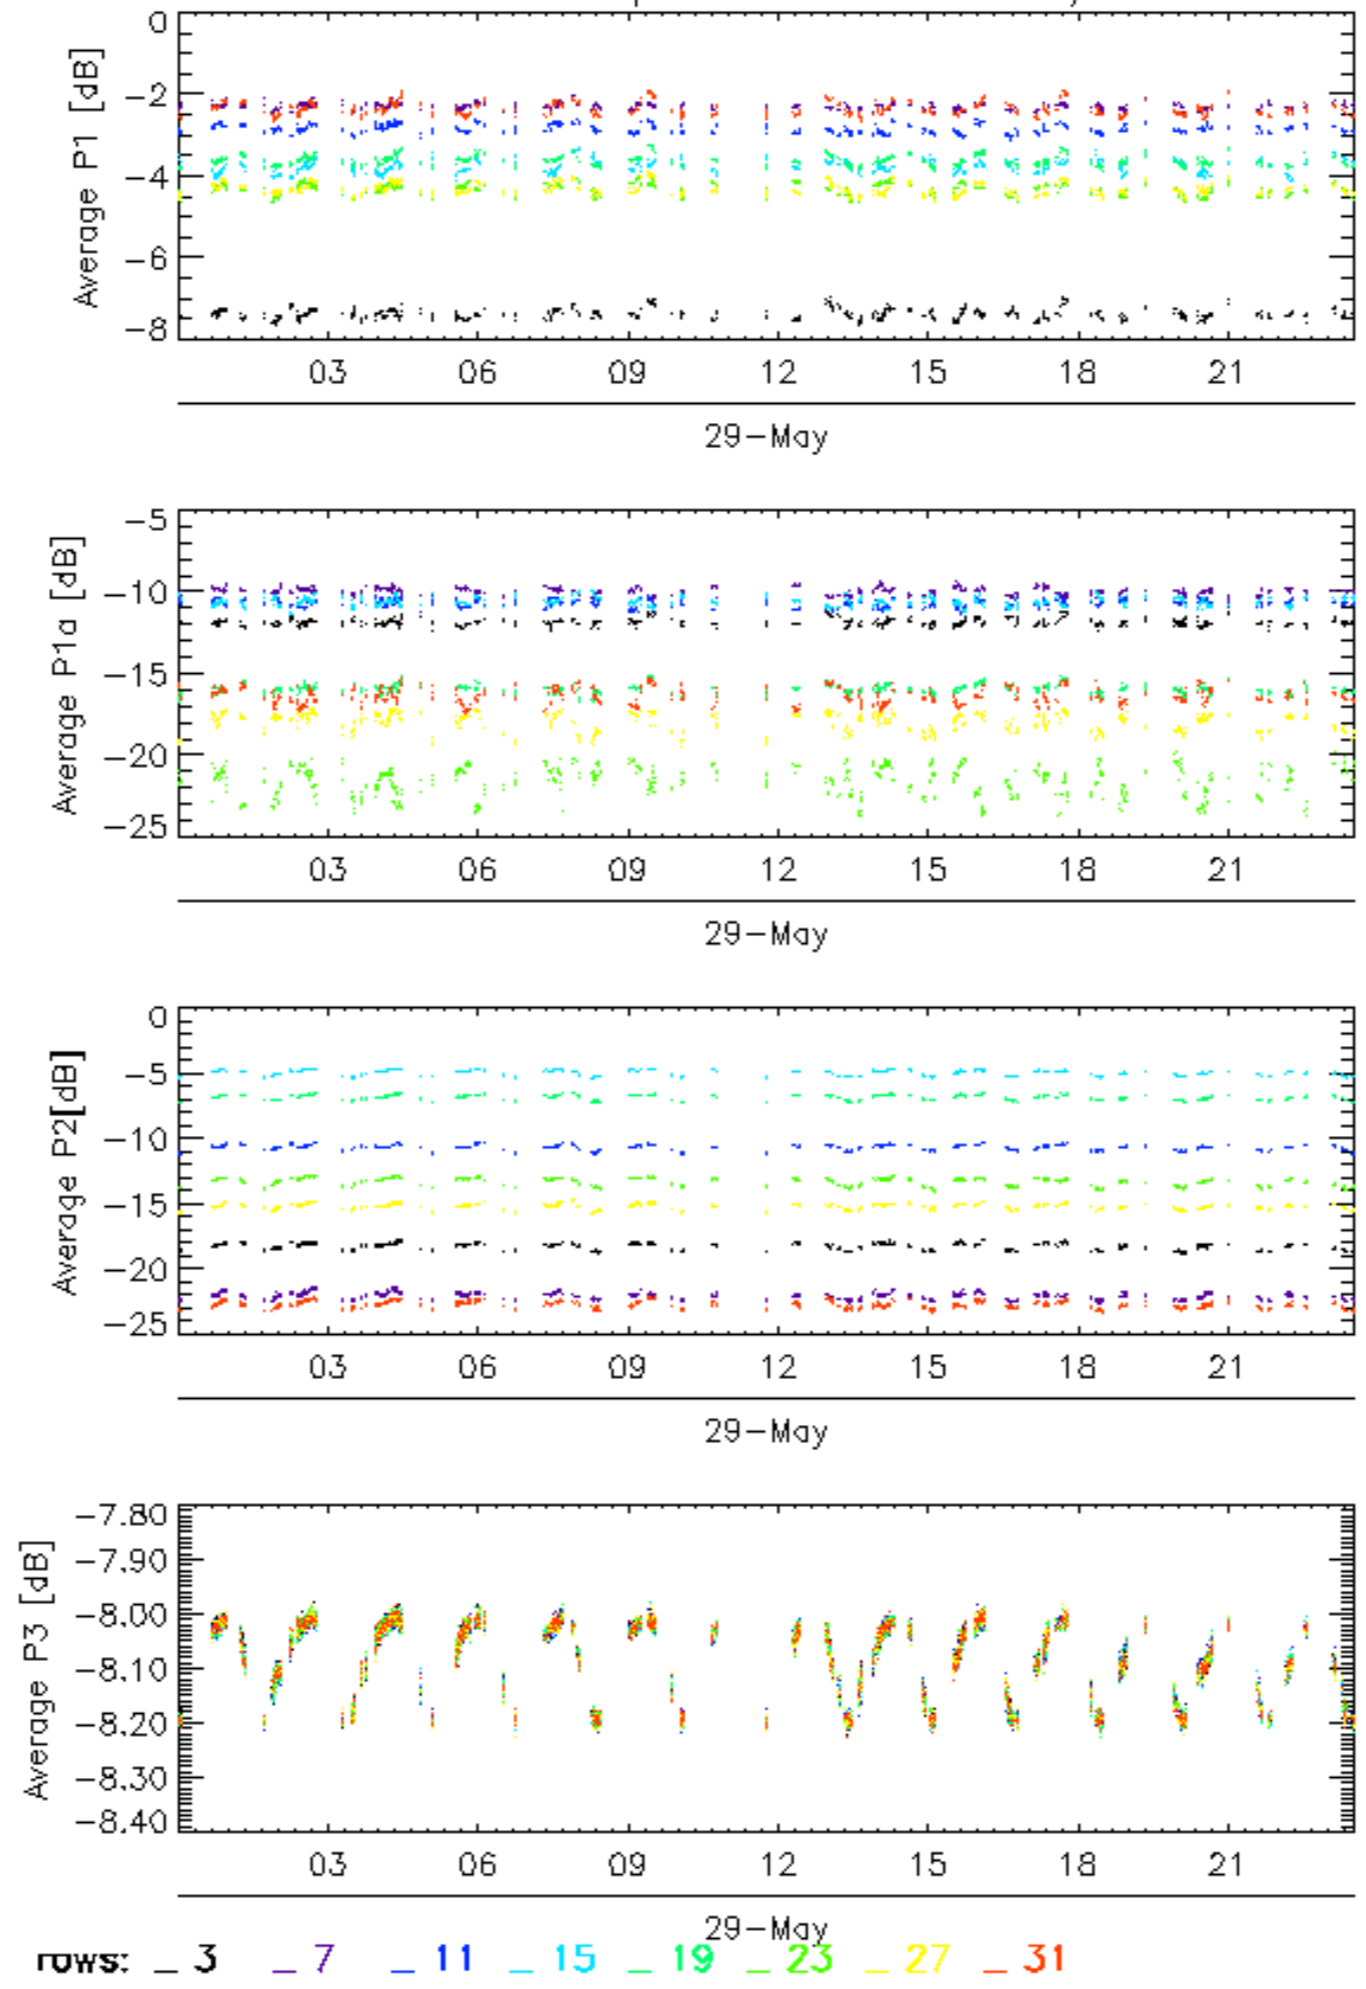 0
−2
−4
−6
−8
Average P1 [dB]
03 06 09 12 15 18 21
29−May
−5
−10
−15
−20
−25
Average P1a [dB]
03 06 09 12 15 18 21
29−May
0
−5
−10
−15
−20
−25
Average P2[dB]
03 06 09 12 15 18 21
29−May
−7.80
−7.90
−8.00
−8.10
−8.20
−8.30
−8.40
Average P3 [dB]
03 06 09 12 15 18 21
29−May
rows: _ 3 _ 7 _ 11 _ 15 _ 19 _ 23 _ 27 _ 31